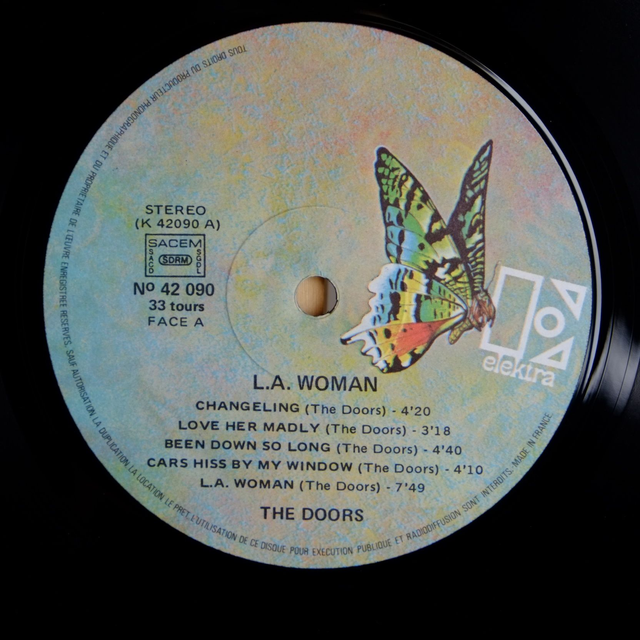 TOUS DROITS DU PRODUCTEUR PHONOGRAPHIQUE ET DU PROPRIETAIRE DE L'ŒUVRE ENREGISTREE RESERVES. SAUF AUTORISATION, LA DUPLICATION, LA LOCATION, LE PRET, L'UTILISATION DE CE DISQUE POUR EXECUTION PUBLIQUE ET RADIODIFFUSION SONT INTERDITS. MADE IN FRANCE
STEREO
(K 42090 A)
SACEM
SDRM
SACD
SGDL
Nº 42 090
33 tours
FACE A
elektra
L.A. WOMAN
CHANGELING (The Doors) - 4'20
LOVE HER MADLY (The Doors) - 3'18
BEEN DOWN SO LONG (The Doors) - 4'40
CARS HISS BY MY WINDOW (The Doors) - 4'10
L.A. WOMAN (The Doors) - 7'49
THE DOORS